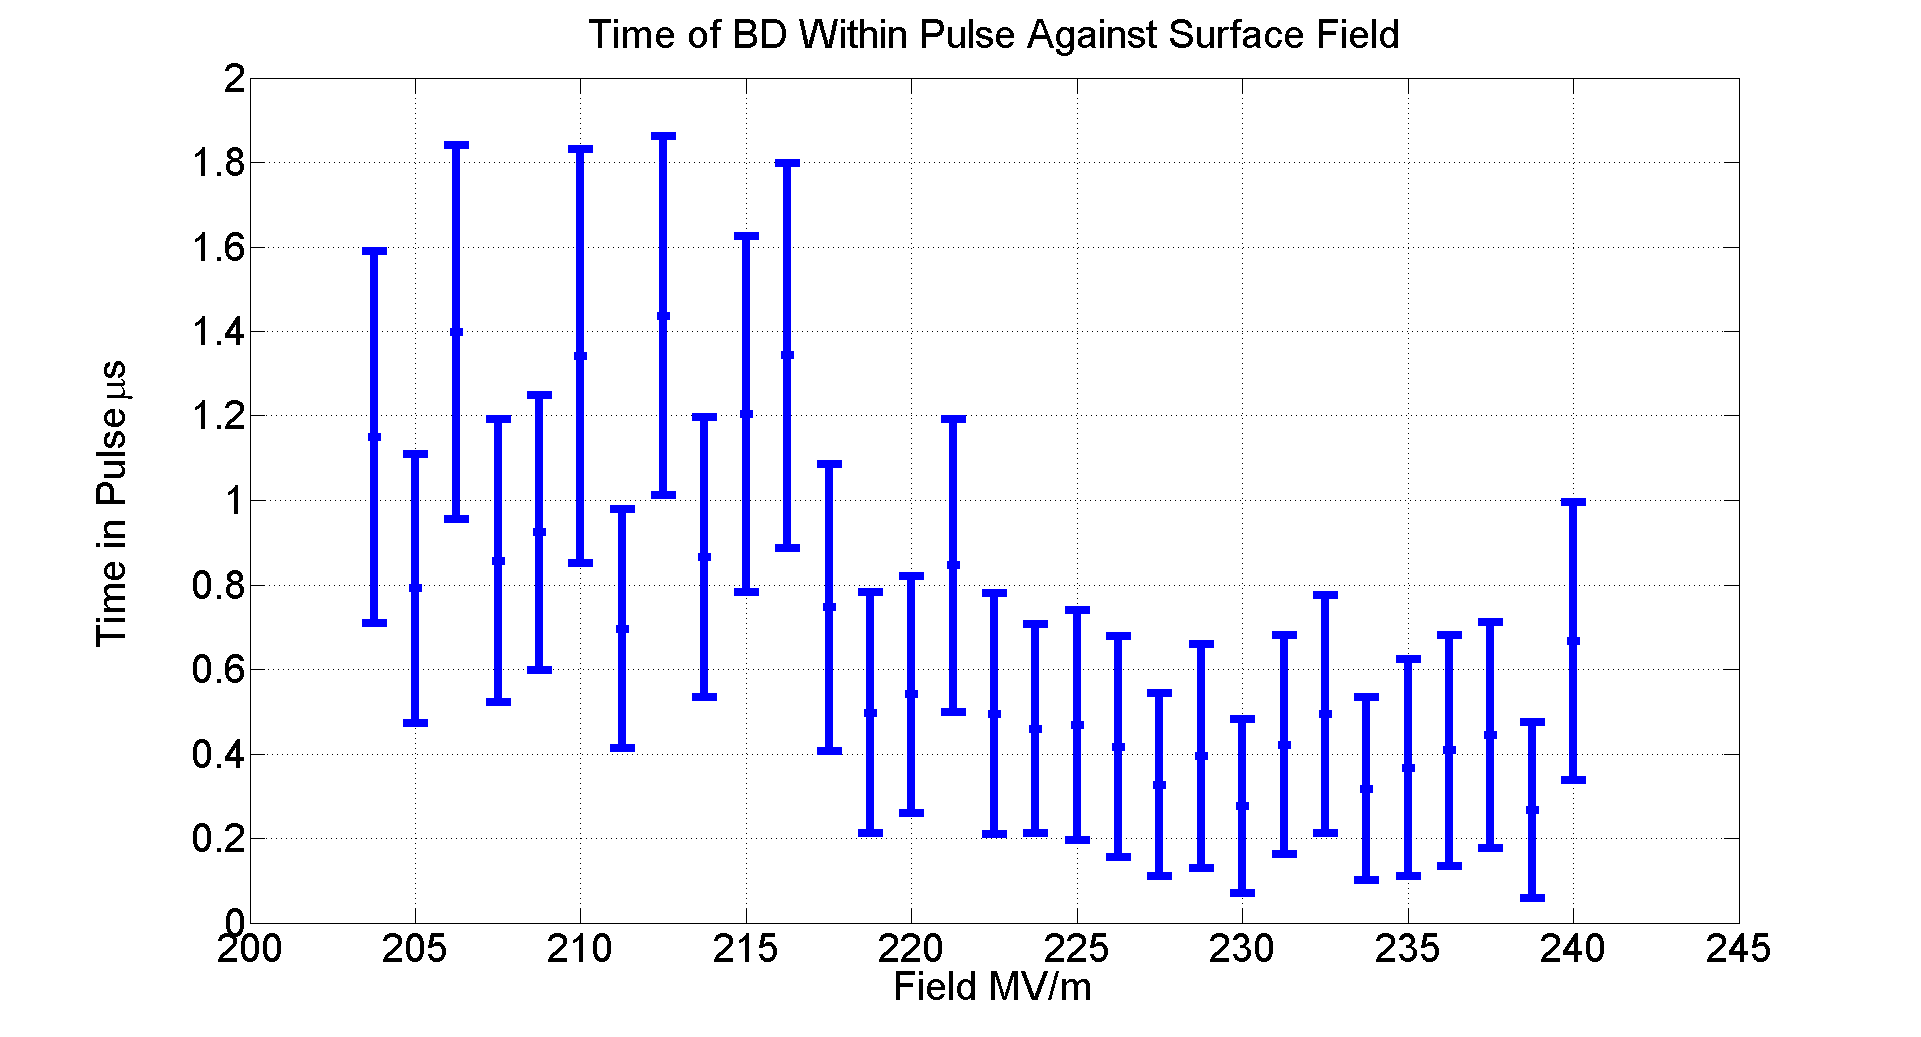 Time of BD Within Pulse Against Surface Field
2
1.8
1.6
1.4
1.2
1
0.8
0.6
0.4
0.2
0
Time in Pulse μs
200 205 210 215 220 225 230 235 240 245
Field MV/m